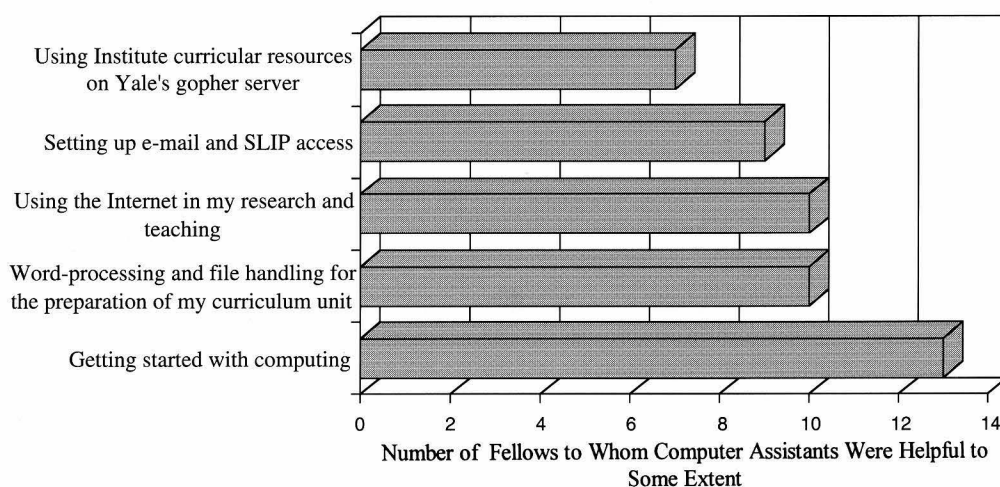 Using Institute curricular resources
on Yale's gopher server
Setting up e-mail and SLIP access
Using the Internet in my research and
teaching
Word-processing and file handling for
the preparation of my curriculum unit
Getting started with computing
0 2 4 6 8 10 12 14
Number of Fellows to Whom Computer Assistants Were Helpful to
Some Extent